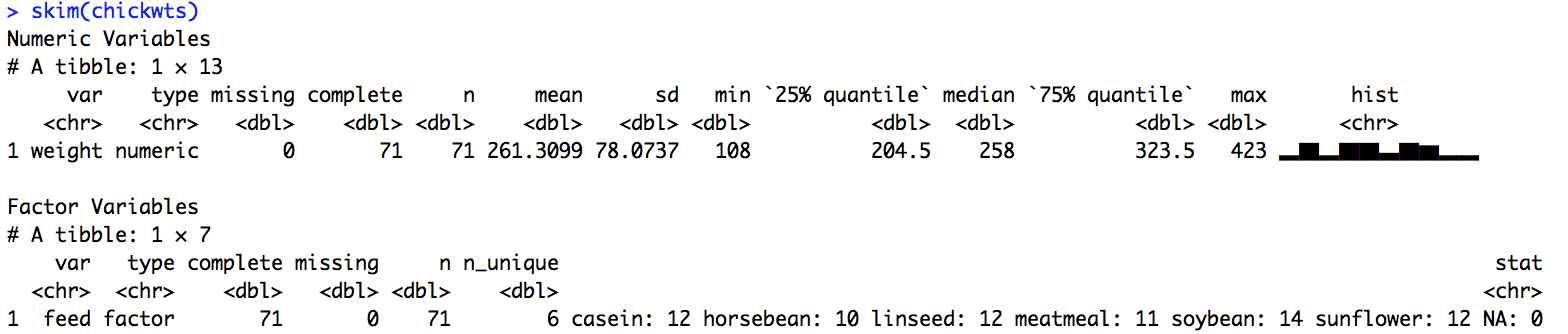 > skim(chickwts)
Numeric Variables
# A tibble: 1 × 13
var type missing complete n mean sd min `25% quantile` median `75% quantile` max hist
<chr> <chr> <dbl> <dbl> <dbl> <dbl> <dbl> <dbl> <dbl> <dbl> <dbl> <dbl> <chr>
1 weight numeric 0 71 71 261.3099 78.0737 108 204.5 258 323.5 423
Factor Variables
# A tibble: 1 × 7
var type complete missing n n_unique stat
<chr> <chr> <dbl> <dbl> <dbl> <dbl> <chr>
1 feed factor 71 0 71 6 casein: 12 horsebean: 10 linseed: 12 meatmeal: 11 soybean: 14 sunflower: 12 NA: 0